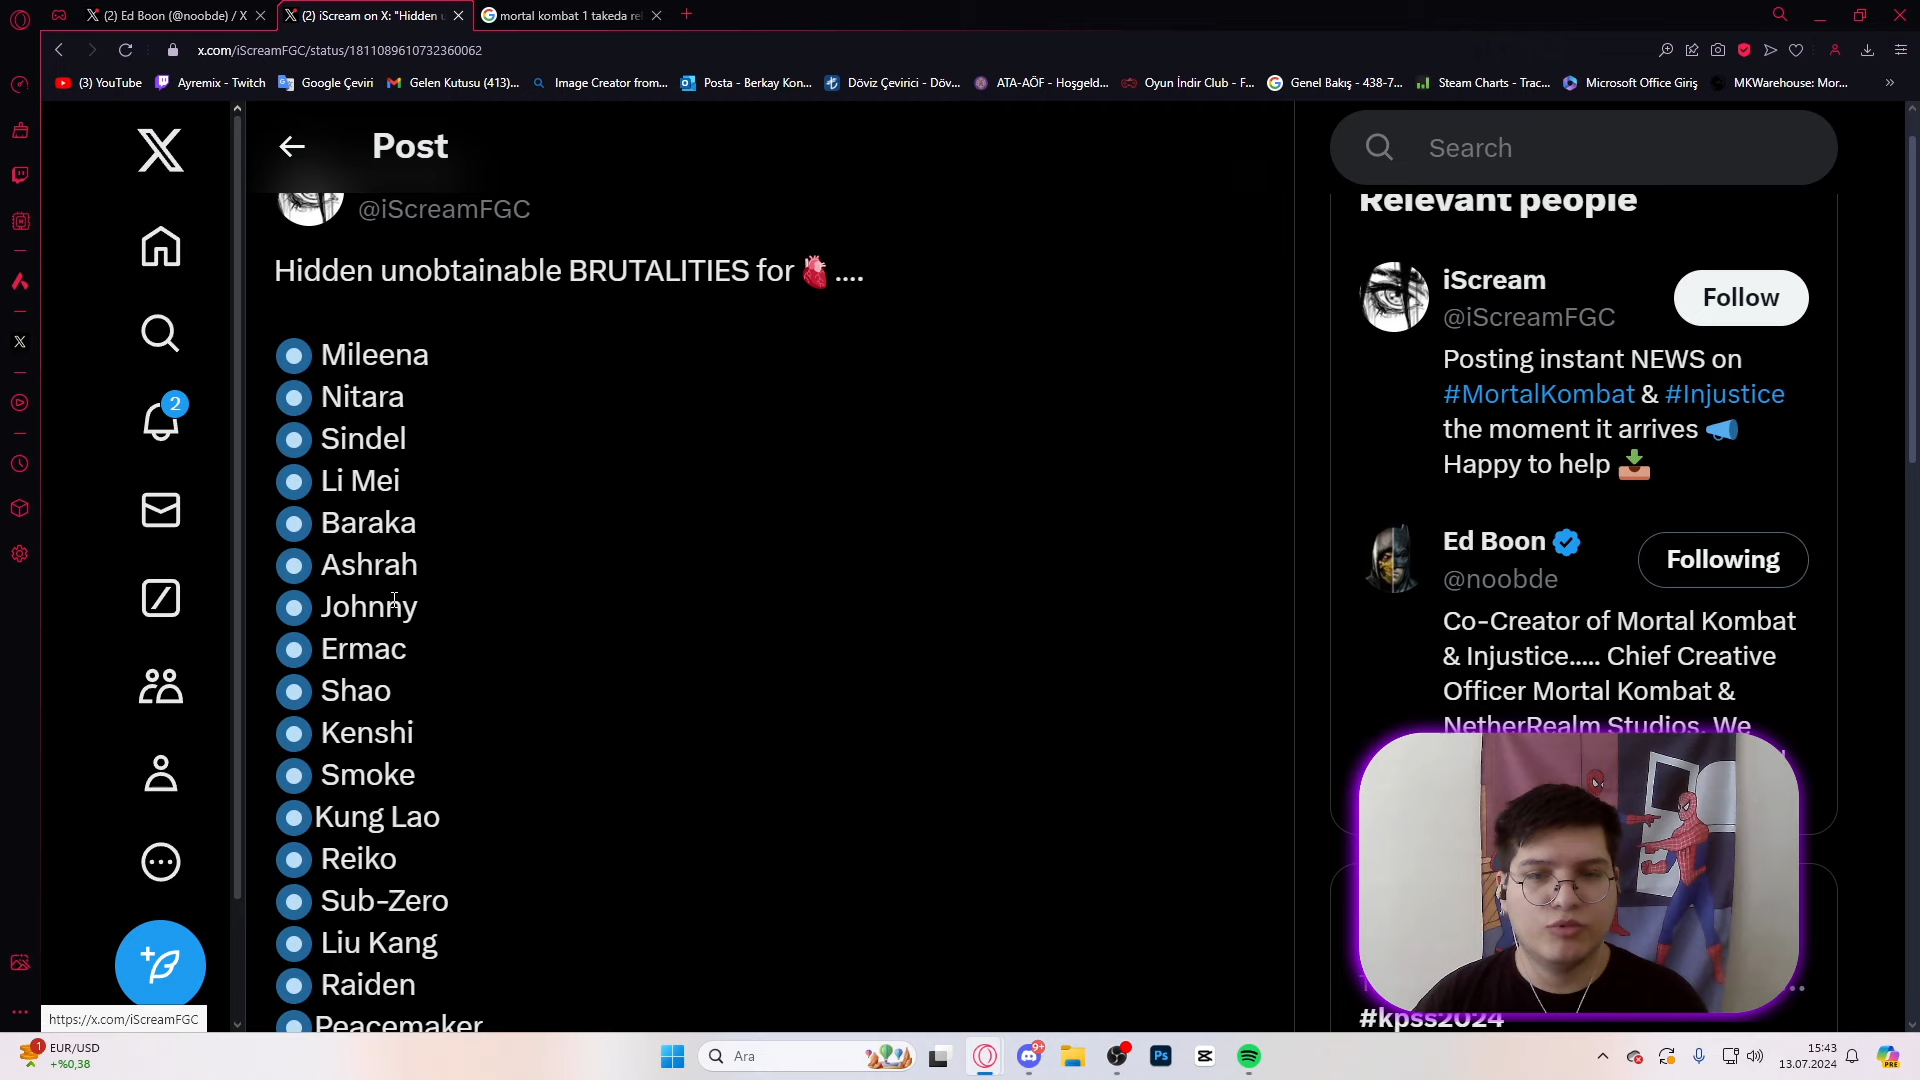 (2) Ed Boon (@noobde) / X
(2) iScream on X: "Hidden u
mortal kombat 1 takeda re
x.com/iScreamFGC/status/1811089610732360062
(3) YouTube
Ayremix - Twitch
Google Çeviri
Gelen Kutusu (413)...
Image Creator from...
Posta - Berkay Kon...
Döviz Çevirici - Döv...
ATA-AÖF - Hoşgeld...
Oyun İndir Club - F...
Genel Bakış - 438-7...
Steam Charts - Trac...
Microsoft Office Giriş
MKWarehouse: Mor...
Post
Search
@iScreamFGC
Hidden unobtainable BRUTALITIES for 🫀 ....
Mileena
Nitara
Sindel
Li Mei
Baraka
Ashrah
Johnny
Ermac
Shao
Kenshi
Smoke
Kung Lao
Reiko
Sub-Zero
Liu Kang
Raiden
Peacemaker
2
Relevant people
iScream
@iScreamFGC
Follow
Posting instant NEWS on
#MortalKombat & #Injustice
the moment it arrives 📣
Happy to help 📥
Ed Boon
@noobde
Following
Co-Creator of Mortal Kombat
& Injustice..... Chief Creative
Officer Mortal Kombat &
NetherRealm Studios. We
#kpss2024
https://x.com/iScreamFGC
1
EUR/USD
+%0,38
Ara
9+
Ps
15:43
13.07.2024
PRE